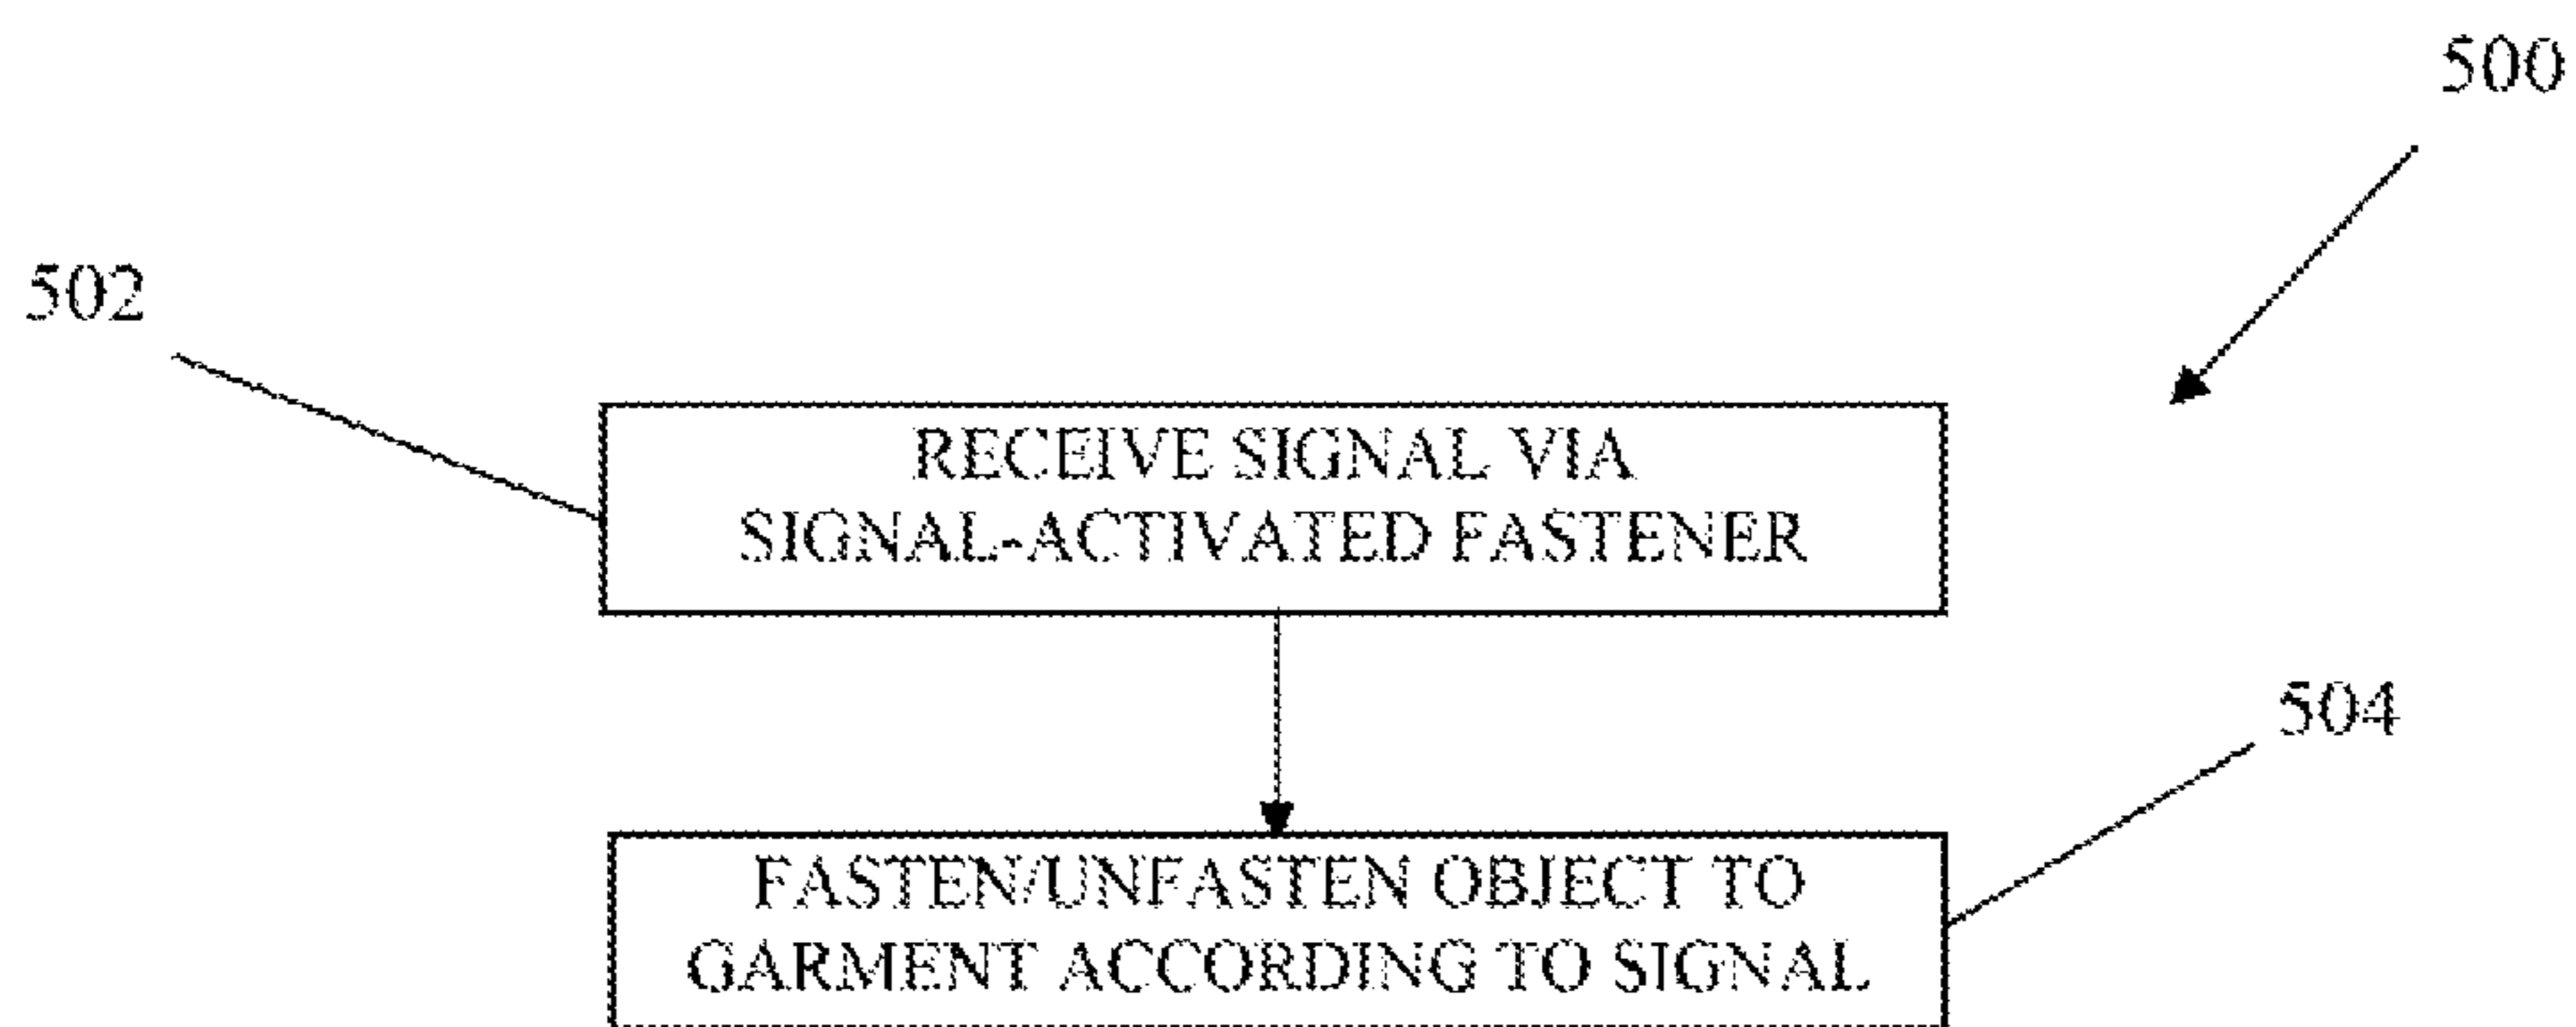 500
502
RECEIVE SIGNAL VIA
SIGNAL-ACTIVATED FASTENER
504
FASTEN/UNFASTEN OBJECT TO
GARMENT ACCORDING TO SIGNAL